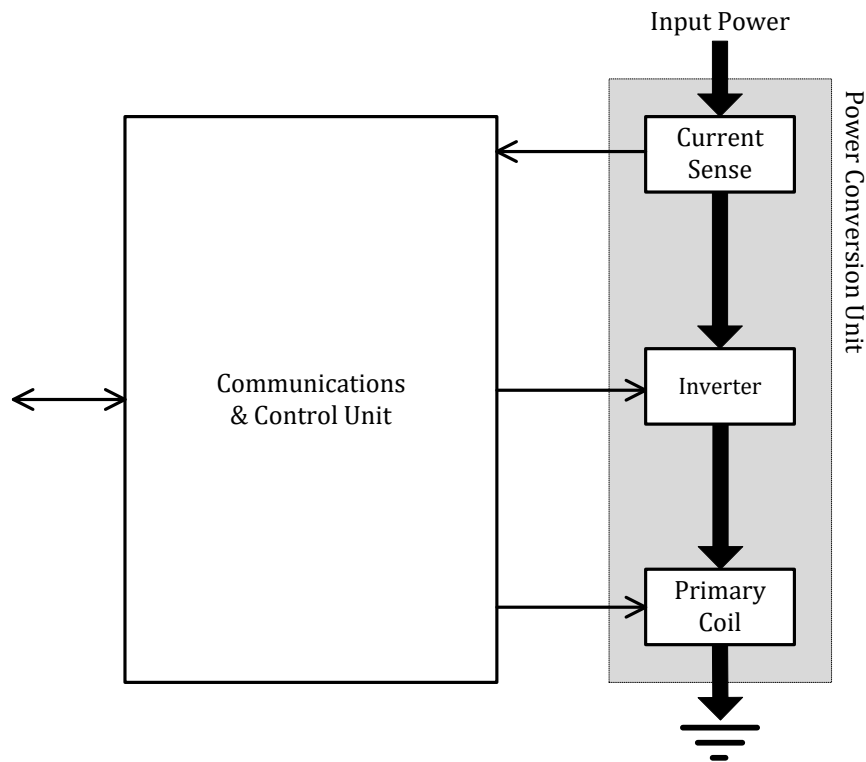 Input Power
Current
Sense
Power Conversion Unit
Communications
& Control Unit
Inverter
Primary
Coil